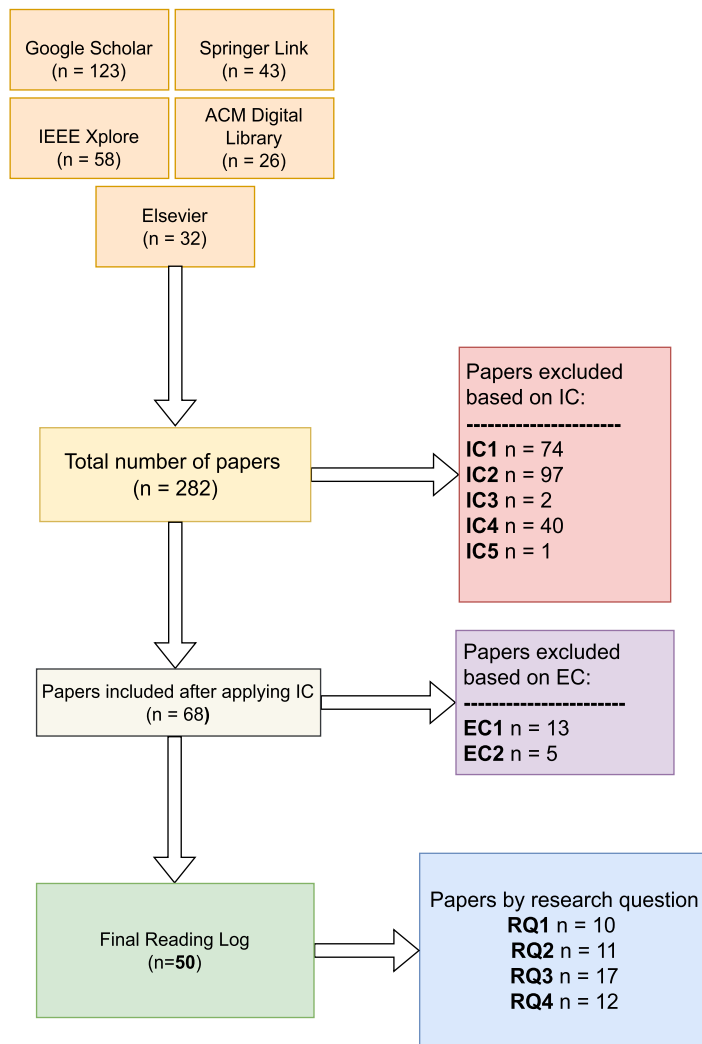 Google Scholar
(n = 123)
Springer Link
(n = 43)
IEEE Xplore
(n = 58)
ACM Digital
Library
(n = 26)
Elsevier
(n = 32)
Total number of papers
(n = 282)
Papers excluded
based on IC:
----------------------
IC1 n = 74
IC2 n = 97
IC3 n = 2
IC4 n = 40
IC5 n = 1
Papers included after applying IC
(n = 68)
Papers excluded
based on EC:
-----------------------
EC1 n = 13
EC2 n = 5
Final Reading Log
(n=50)
Papers by research question
RQ1 n = 10
RQ2 n = 11
RQ3 n = 17
RQ4 n = 12